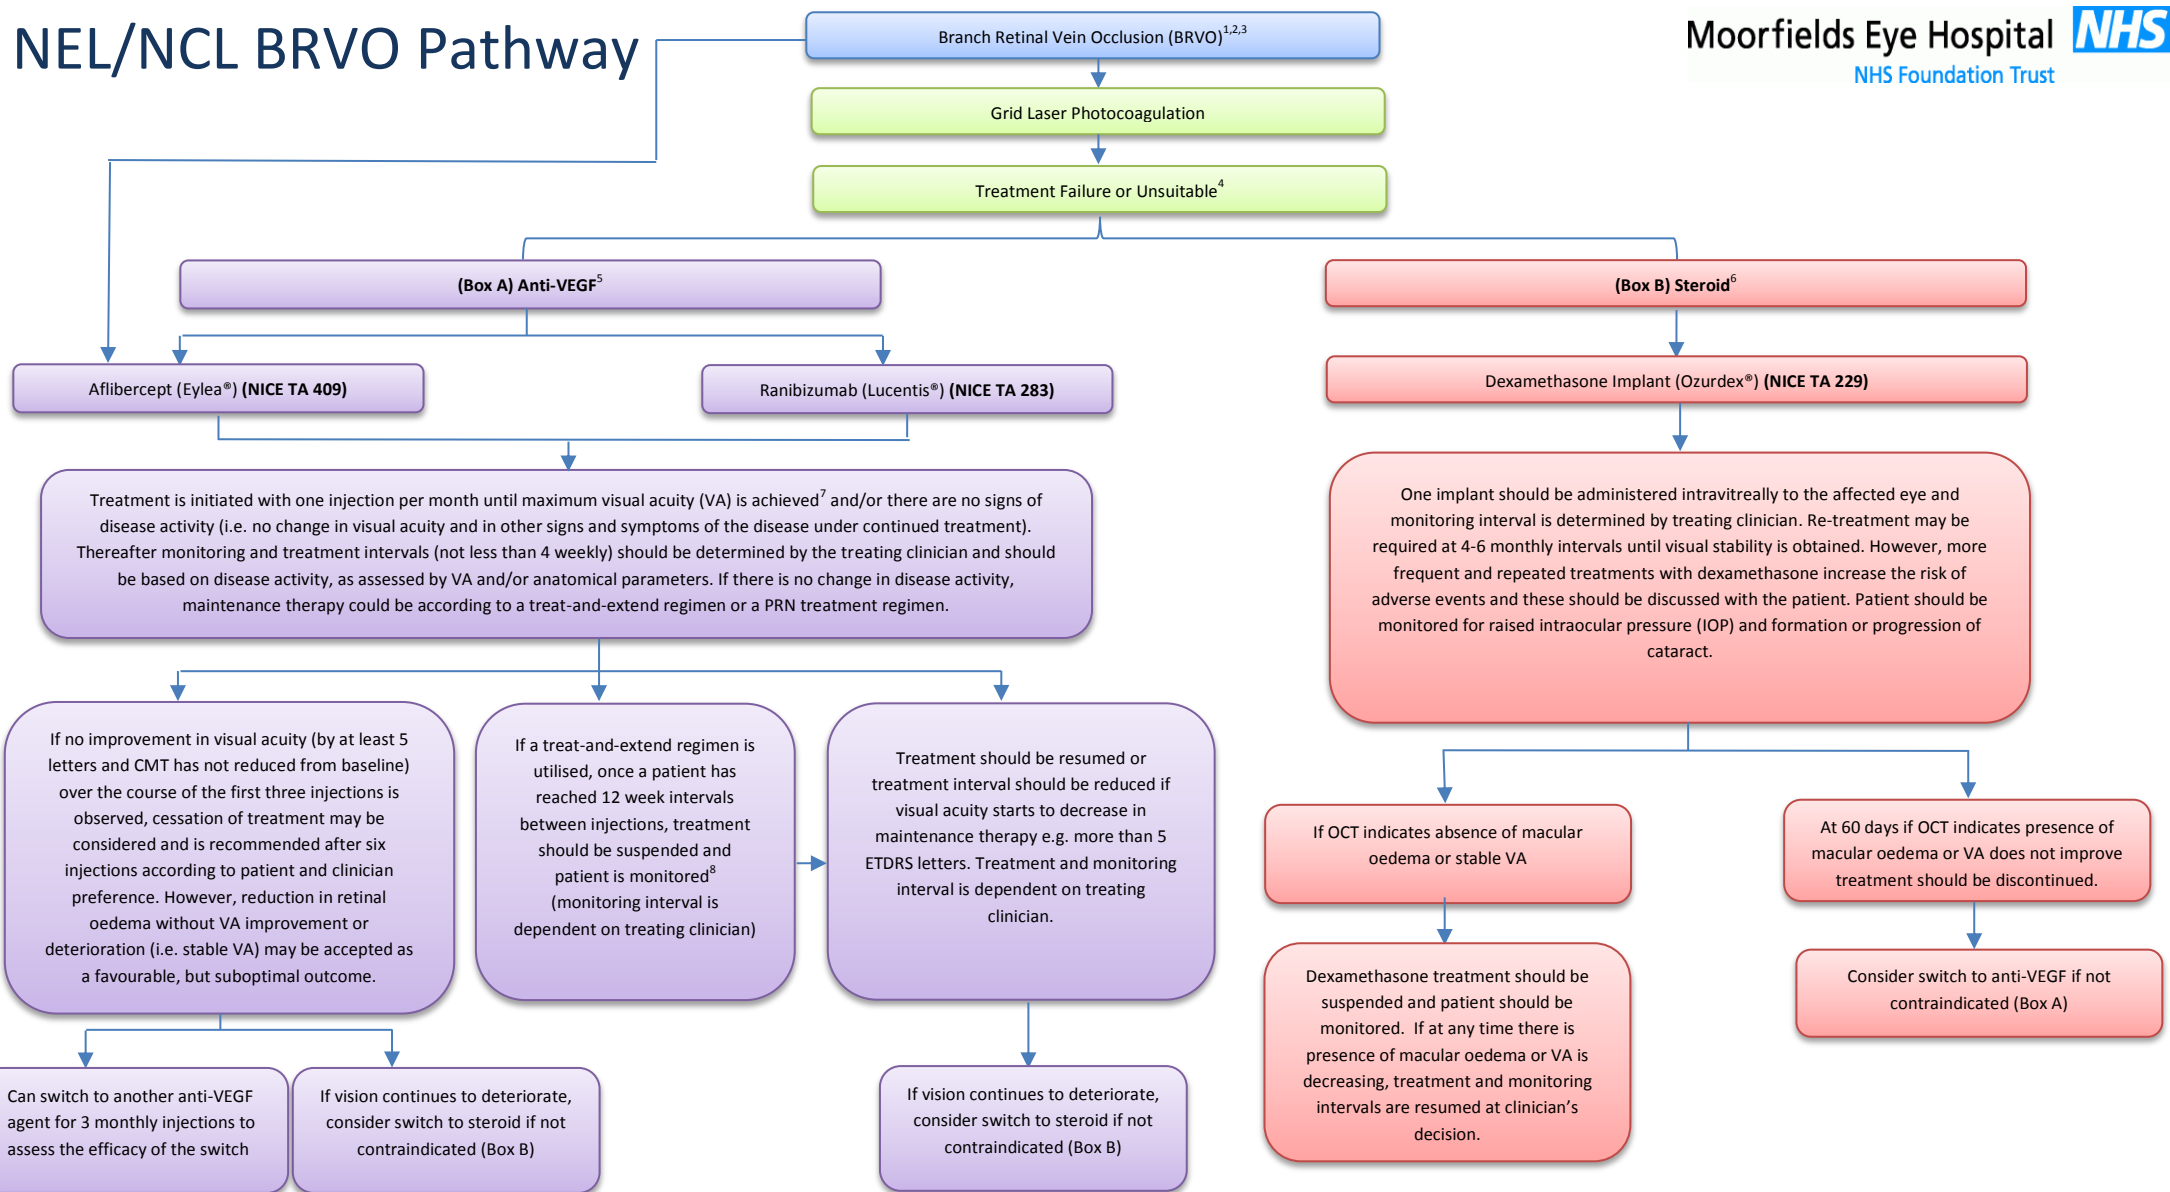 NEL/NCL BRVO Pathway
Moorfields Eye Hospital NHS
NHS Foundation Trust
Branch Retinal Vein Occlusion (BRVO)1,2,3
Grid Laser Photocoagulation
Treatment Failure or Unsuitable4
(Box A) Anti-VEGF5
(Box B) Steroid6
Aflibercept (Eylea®) (NICE TA 409)
Ranibizumab (Lucentis®) (NICE TA 283)
Dexamethasone Implant (Ozurdex®) (NICE TA 229)
Treatment is initiated with one injection per month until maximum visual acuity (VA) is achieved7 and/or there are no signs of
disease activity (i.e. no change in visual acuity and in other signs and symptoms of the disease under continued treatment).
Thereafter monitoring and treatment intervals (not less than 4 weekly) should be determined by the treating clinician and should
be based on disease activity, as assessed by VA and/or anatomical parameters. If there is no change in disease activity,
maintenance therapy could be according to a treat-and-extend regimen or a PRN treatment regimen.
One implant should be administered intravitreally to the affected eye and
monitoring interval is determined by treating clinician. Re-treatment may be
required at 4-6 monthly intervals until visual stability is obtained. However, more
frequent and repeated treatments with dexamethasone increase the risk of
adverse events and these should be discussed with the patient. Patient should be
monitored for raised intraocular pressure (IOP) and formation or progression of
cataract.
If no improvement in visual acuity (by at least 5
letters and CMT has not reduced from baseline)
over the course of the first three injections is
observed, cessation of treatment may be
considered and is recommended after six
injections according to patient and clinician
preference. However, reduction in retinal
oedema without VA improvement or
deterioration (i.e. stable VA) may be accepted as
a favourable, but suboptimal outcome.
If a treat-and-extend regimen is
utilised, once a patient has
reached 12 week intervals
between injections, treatment
should be suspended and
patient is monitored8
(monitoring interval is
dependent on treating clinician)
Treatment should be resumed or
treatment interval should be reduced if
visual acuity starts to decrease in
maintenance therapy e.g. more than 5
ETDRS letters. Treatment and monitoring
interval is dependent on treating
clinician.
If OCT indicates absence of macular
oedema or stable VA
At 60 days if OCT indicates presence of
macular oedema or VA does not improve
treatment should be discontinued.
Dexamethasone treatment should be
suspended and patient should be
monitored. If at any time there is
presence of macular oedema or VA is
decreasing, treatment and monitoring
intervals are resumed at clinician's
decision.
Consider switch to anti-VEGF if not
contraindicated (Box A)
Can switch to another anti-VEGF
agent for 3 monthly injections to
assess the efficacy of the switch
If vision continues to deteriorate,
consider switch to steroid if not
contraindicated (Box B)
If vision continues to deteriorate,
consider switch to steroid if not
contraindicated (Box B)